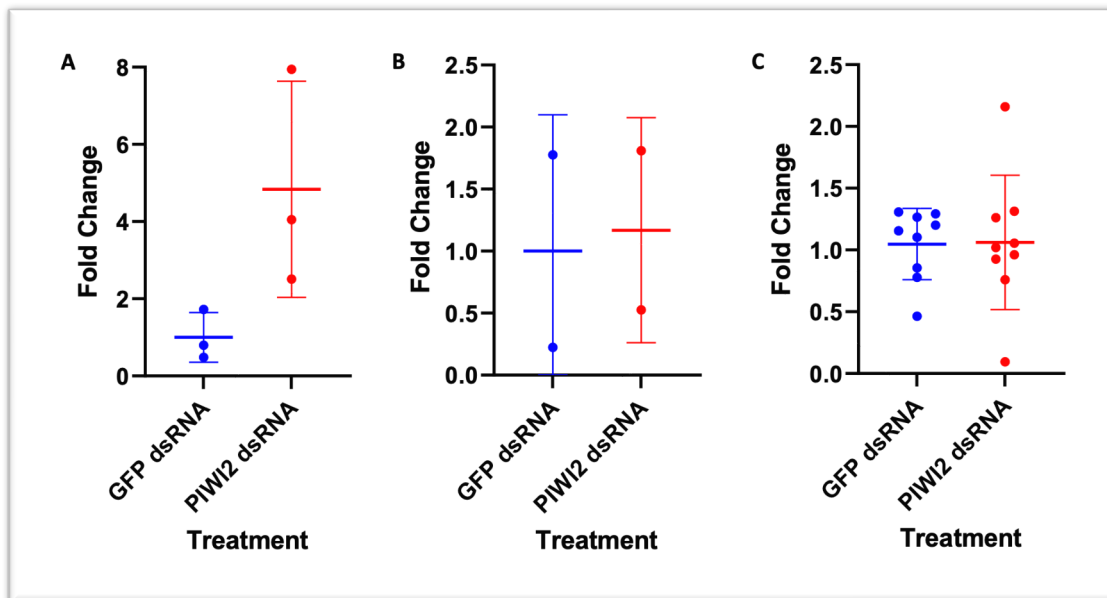 A
Fold Change
8
6
4
2
0
GFP dsRNA
PIWI2 dsRNA
Treatment
B
Fold Change
2.5
2.0
1.5
1.0
0.5
0.0
GFP dsRNA
PIWI2 dsRNA
Treatment
C
Fold Change
2.5
2.0
1.5
1.0
0.5
0.0
GFP dsRNA
PIWI2 dsRNA
Treatment